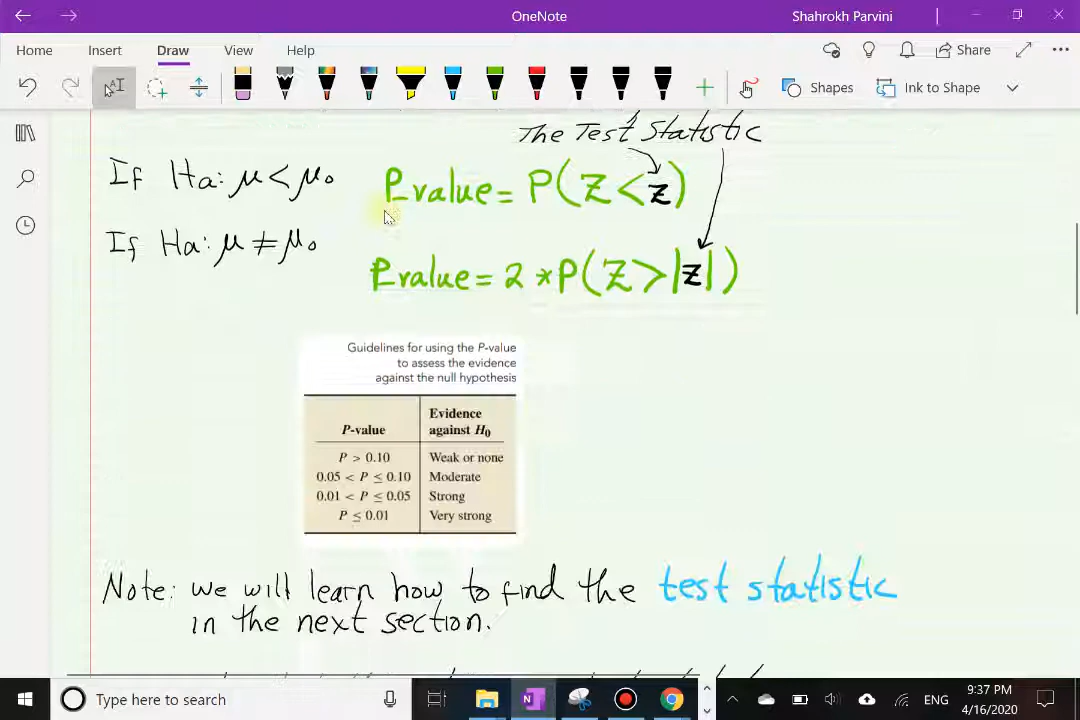 OneNote
Shahrokh Parvini
Home Insert Draw View Help
Share
Shapes
Ink to Shape
The Test Statistic
If Ha: μ < μ₀
Pvalue = P(Z < z)
If Ha: μ ≠ μ₀
Pvalue = 2 * P(Z > |z|)
Guidelines for using the P-value
to assess the evidence
against the null hypothesis
P-value Evidence against H₀
P > 0.10 Weak or none
0.05 < P ≤ 0.10 Moderate
0.01 < P ≤ 0.05 Strong
P ≤ 0.01 Very strong
Note: we will learn how to find the test statistic
in the next section.
Type here to search
ENG
9:37 PM
4/16/2020